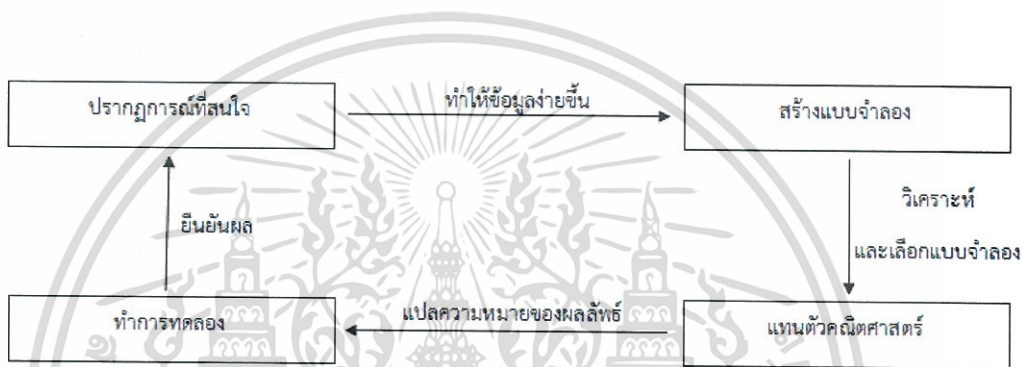 ปรากฏการณ์ที่สนใจ
ทำให้ข้อมูลง่ายขึ้น
สร้างแบบจำลอง
วิเคราะห์
และเลือกแบบจำลอง
ยืนยันผล
ทำการทดลอง
แปลความหมายของผลลัพธ์
แทนตัวคณิตศาสตร์